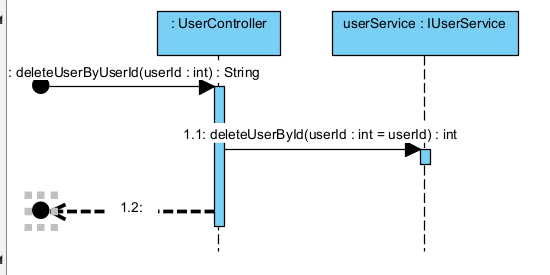 : UserController
userService : IUserService
: deleteUserByUserId(userId : int) : String
1.1: deleteUserById(userId : int = userId) : int
1.2: